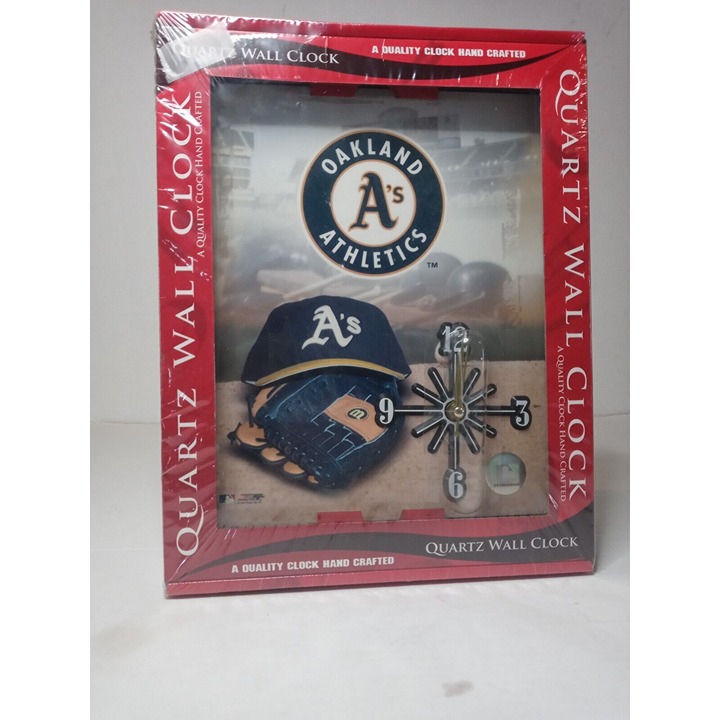 QUARTZ WALL CLOCK
A QUALITY CLOCK HAND CRAFTED
QUARTZ WALL CLOCK
A QUALITY CLOCK HAND CRAFTED
QUARTZ WALL CLOCK
A QUALITY CLOCK HAND CRAFTED
OAKLAND
A's
ATHLETICS
TM
A's
12
9
3
6
QUARTZ WALL CLOCK
A QUALITY CLOCK HAND CRAFTED